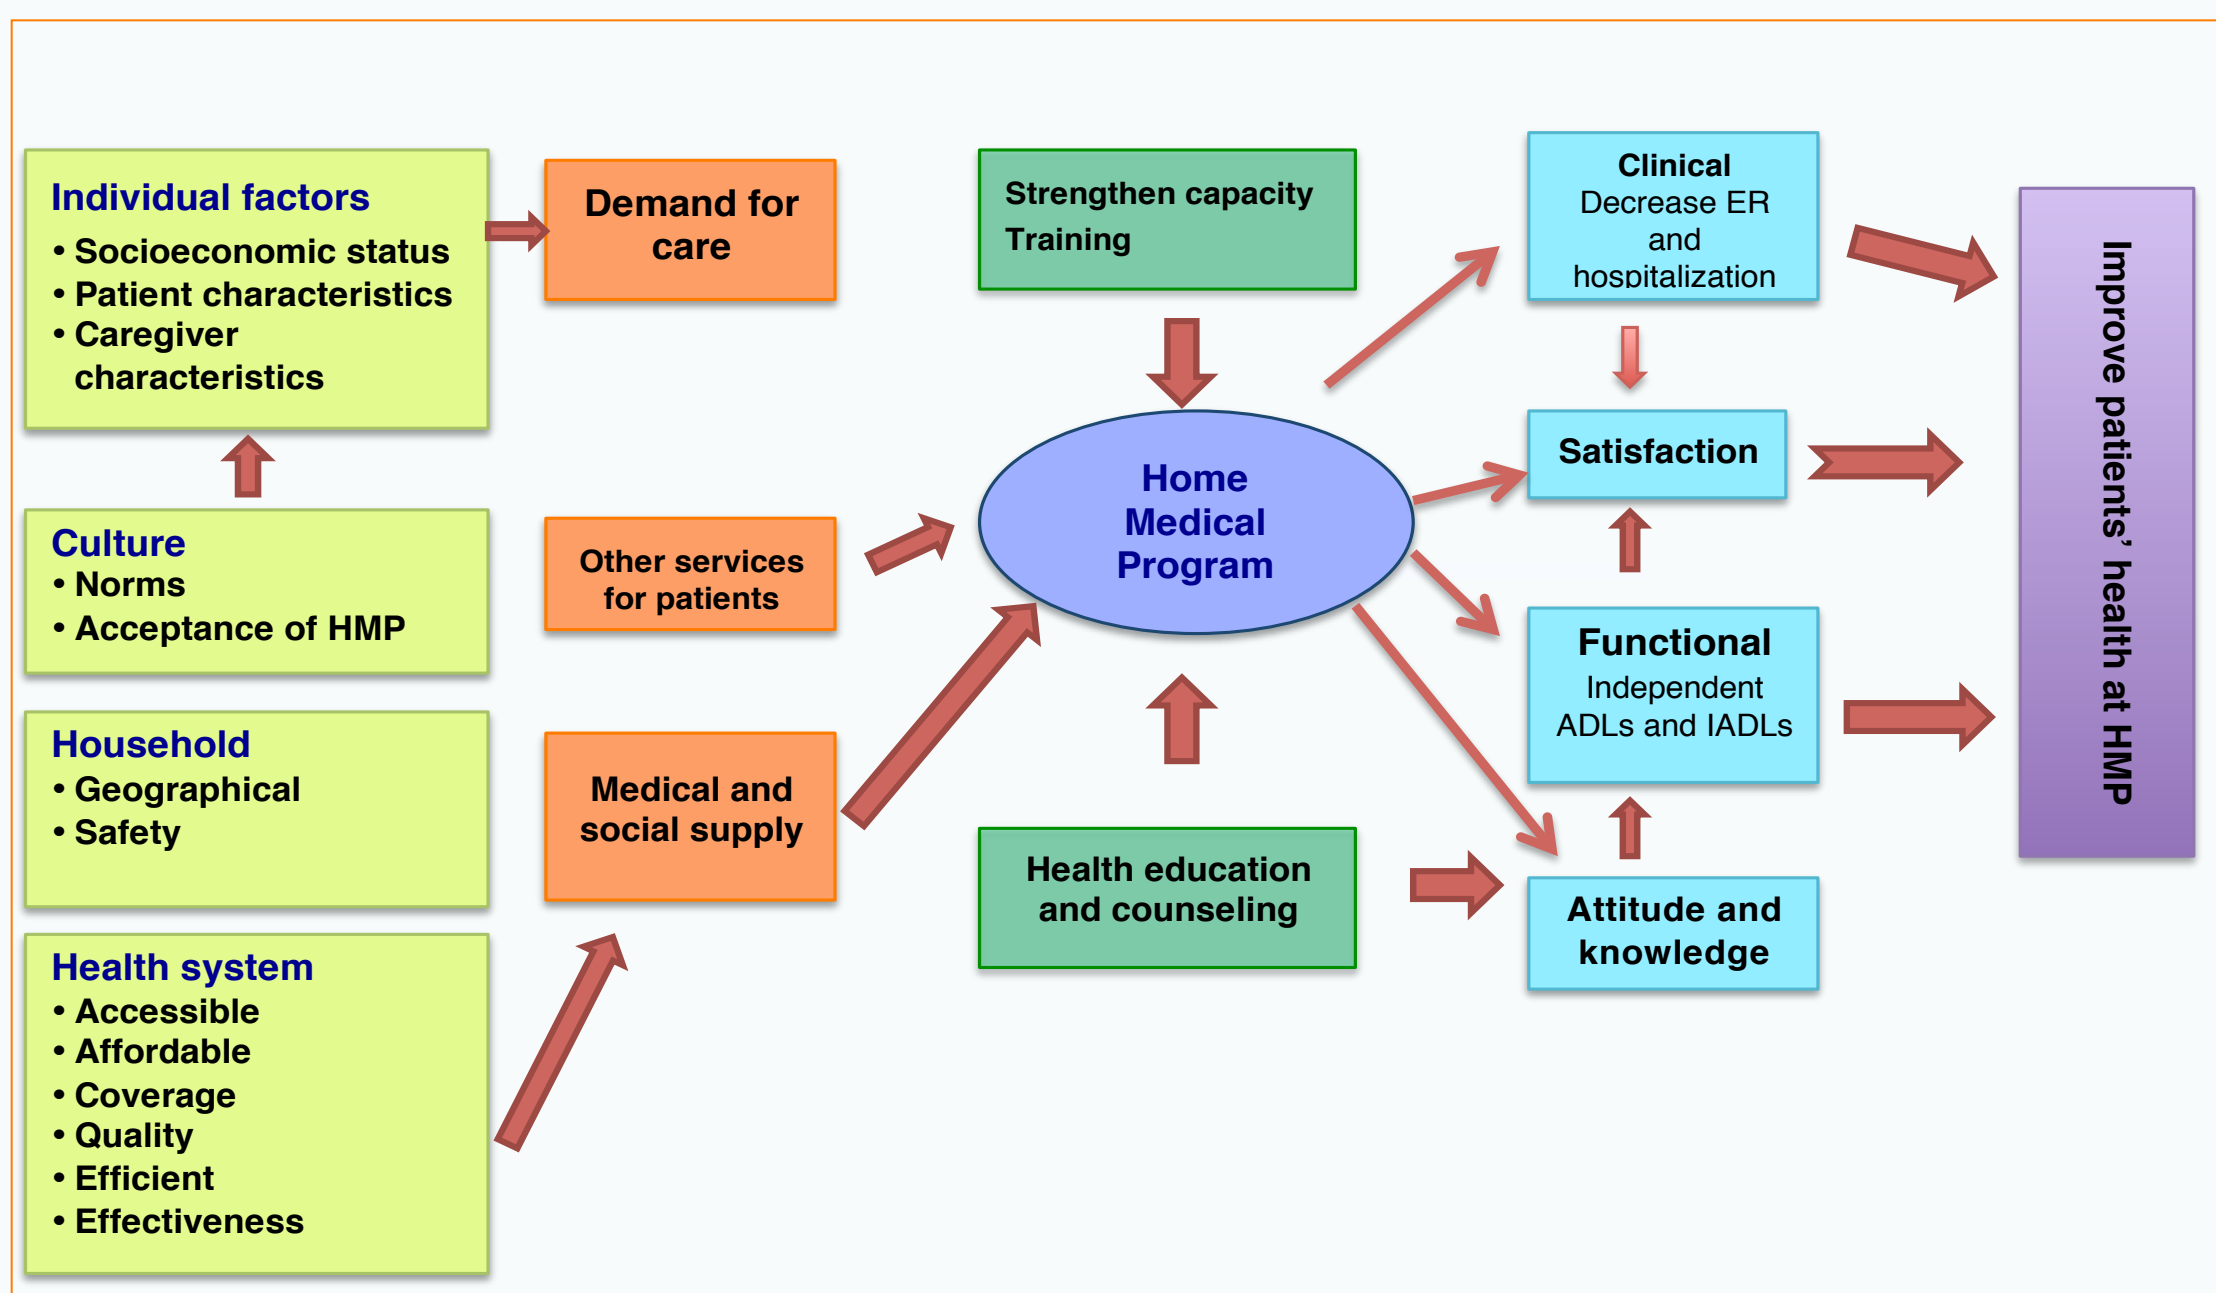 Individual factors
• Socioeconomic status
• Patient characteristics
• Caregiver
characteristics
Culture
• Norms
• Acceptance of HMP
Household
• Geographical
• Safety
Health system
• Accessible
• Affordable
• Coverage
• Quality
• Efficient
• Effectiveness
Demand for
care
Other services
for patients
Medical and
social supply
Strengthen capacity
Training
Home
Medical
Program
Health education
and counseling
Clinical
Decrease ER
and
hospitalization
Satisfaction
Functional
Independent
ADLs and IADLs
Attitude and
knowledge
Improve patients’ health at HMP